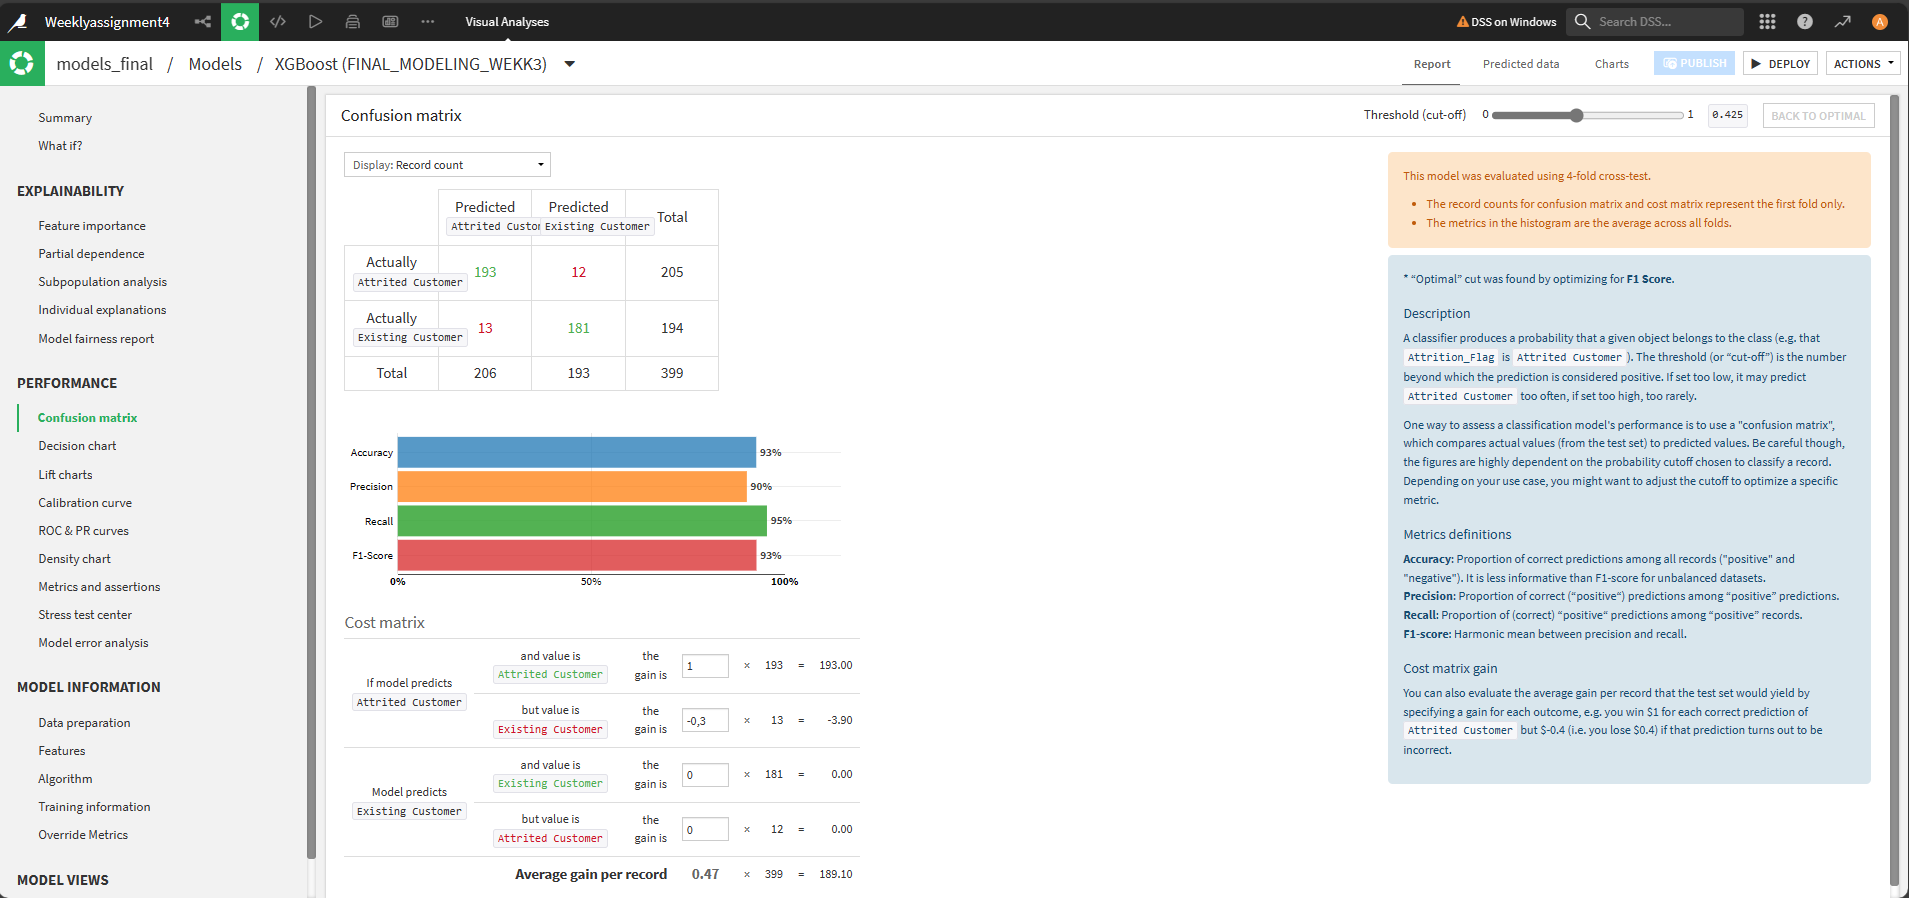 Weeklyassignment4
Visual Analyses
DSS on Windows
Search DSS...
A
models_final / Models / XGBoost (FINAL_MODELING_WEKK3)
Report
Predicted data
Charts
PUBLISH
DEPLOY
ACTIONS
Summary
What if?
EXPLAINABILITY
Feature importance
Partial dependence
Subpopulation analysis
Individual explanations
Model fairness report
PERFORMANCE
Confusion matrix
Decision chart
Lift charts
Calibration curve
ROC & PR curves
Density chart
Metrics and assertions
Stress test center
Model error analysis
MODEL INFORMATION
Data preparation
Features
Algorithm
Training information
Override Metrics
MODEL VIEWS
Confusion matrix
Threshold (cut-off) 0 1 0.425 BACK TO OPTIMAL
Display: Record count
Predicted Predicted Total
Attrited Custo Existing Customer
Actually
Attrited Customer
193 12 205
Actually
Existing Customer
13 181 194
Total 206 193 399
Accuracy 93%
Precision 90%
Recall 95%
F1-Score 93%
0% 50% 100%
Cost matrix
If model predicts
Attrited Customer
and value is
Attrited Customer
the
gain is
1 × 193 = 193.00
but value is
Existing Customer
the
gain is
-0,3 × 13 = -3.90
Model predicts
Existing Customer
and value is
Existing Customer
the
gain is
0 × 181 = 0.00
but value is
Attrited Customer
the
gain is
0 × 12 = 0.00
Average gain per record 0.47 × 399 = 189.10
This model was evaluated using 4-fold cross-test.
• The record counts for confusion matrix and cost matrix represent the first fold only.
• The metrics in the histogram are the average across all folds.
* “Optimal” cut was found by optimizing for F1 Score.
Description
A classifier produces a probability that a given object belongs to the class (e.g. that
Attrition_Flag is Attrited Customer ). The threshold (or “cut-off”) is the number
beyond which the prediction is considered positive. If set too low, it may predict
Attrited Customer too often, if set too high, too rarely.
One way to assess a classification model's performance is to use a "confusion matrix",
which compares actual values (from the test set) to predicted values. Be careful though,
the figures are highly dependent on the probability cutoff chosen to classify a record.
Depending on your use case, you might want to adjust the cutoff to optimize a specific
metric.
Metrics definitions
Accuracy: Proportion of correct predictions among all records ("positive" and
"negative"). It is less informative than F1-score for unbalanced datasets.
Precision: Proportion of correct (“positive“) predictions among “positive” predictions.
Recall: Proportion of (correct) “positive“ predictions among “positive” records.
F1-score: Harmonic mean between precision and recall.
Cost matrix gain
You can also evaluate the average gain per record that the test set would yield by
specifying a gain for each outcome, e.g. you win $1 for each correct prediction of
Attrited Customer but $-0.4 (i.e. you lose $0.4) if that prediction turns out to be
incorrect.